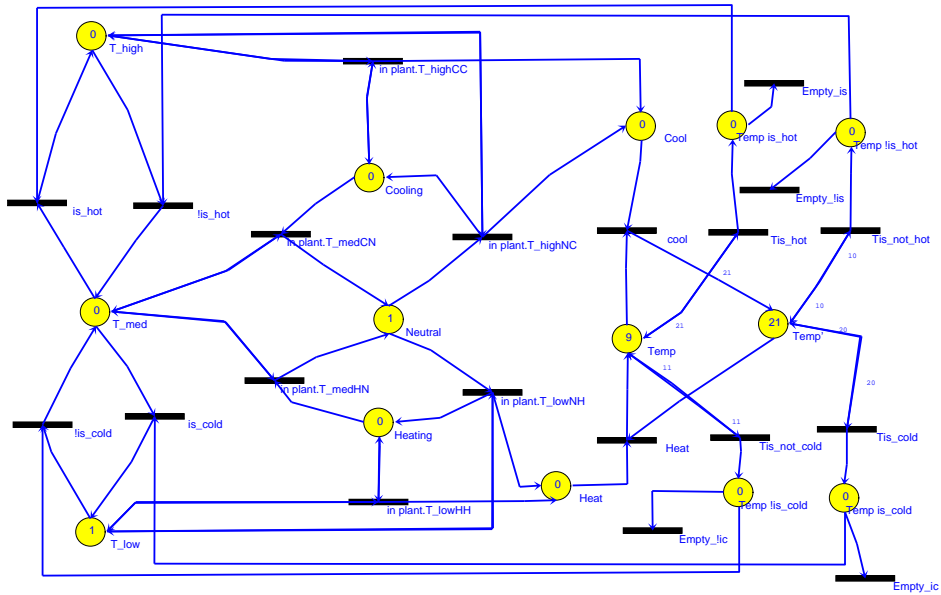 0
T_high
in plant.T_highCC
Empty_is
0
Cool
0
Temp is_hot
0
Temp !is_hot
0
Cooling
Empty_!is
is_hot
!is_hot
in plant.T_medCN
in plant.T_highNC
cool
Tis_hot
Tis_not_hot
10
21
0
T_med
1
Neutral
21
9
Temp
21
Temp'
10
20
11
20
in plant.T_medHN
in plant.T_lowNH
!is_cold
is_cold
0
Heating
Heat
11
Tis_not_cold
Tis_cold
0
Heat
0
Temp !is_cold
0
Temp is_cold
in plant.T_lowHH
1
T_low
Empty_!ic
Empty_ic